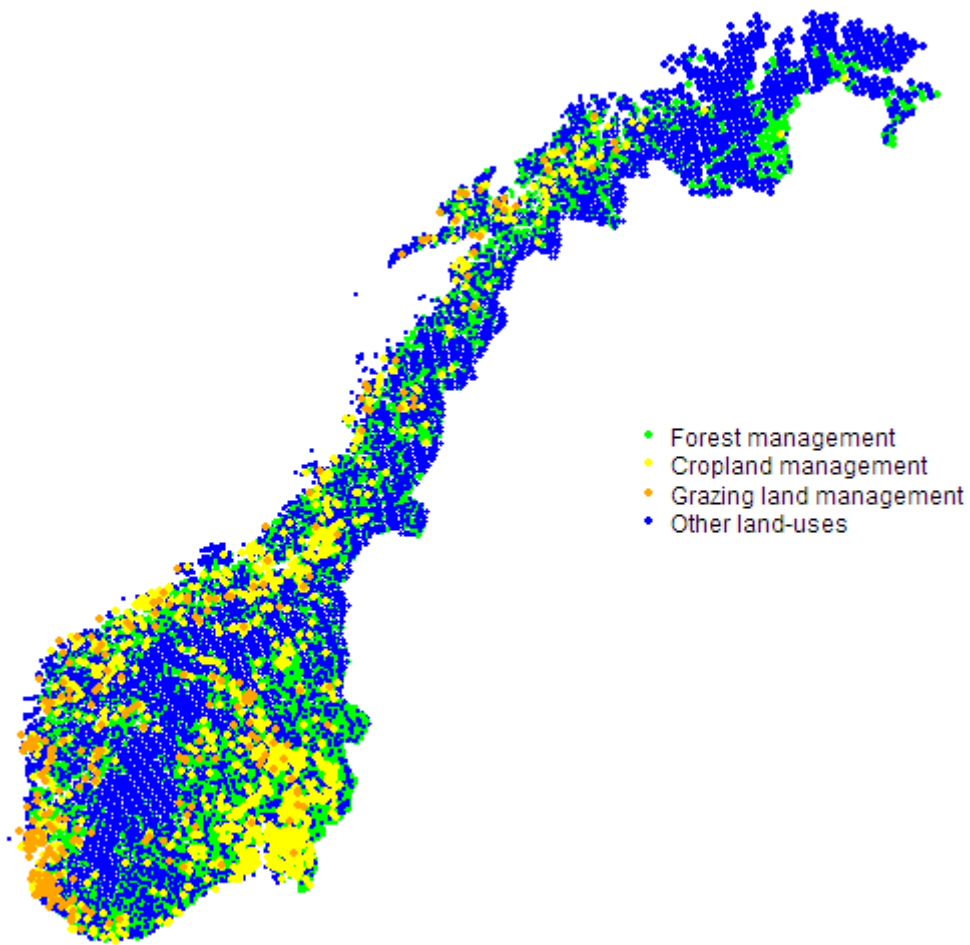 Forest management
Cropland management
Grazing land management
Other land-uses